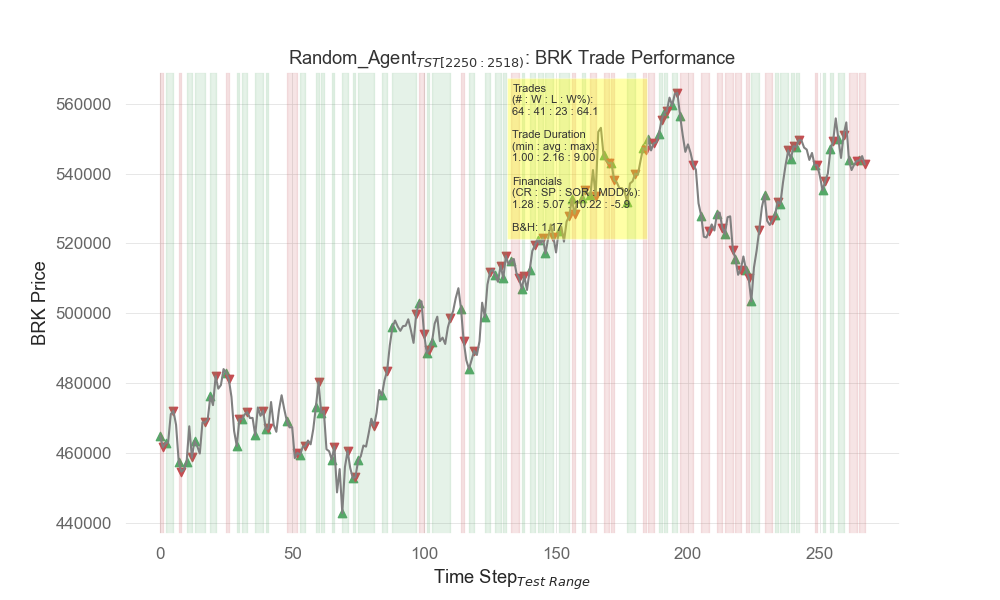 Random_Agent TST[2250 : 2518) : BRK Trade Performance
Trades
(# : W : L : W%):
64 : 41 : 23 : 64.1
Trade Duration
(min : avg : max):
1.00 : 2.16 : 9.00
Financials
(CR : SP : SOR : MDD%):
1.28 : 5.07 : 10.22 : -5.9
B&H: 1.17
BRK Price
560000
540000
520000
500000
480000
460000
440000
0 50 100 150 200 250
Time Step Test Range